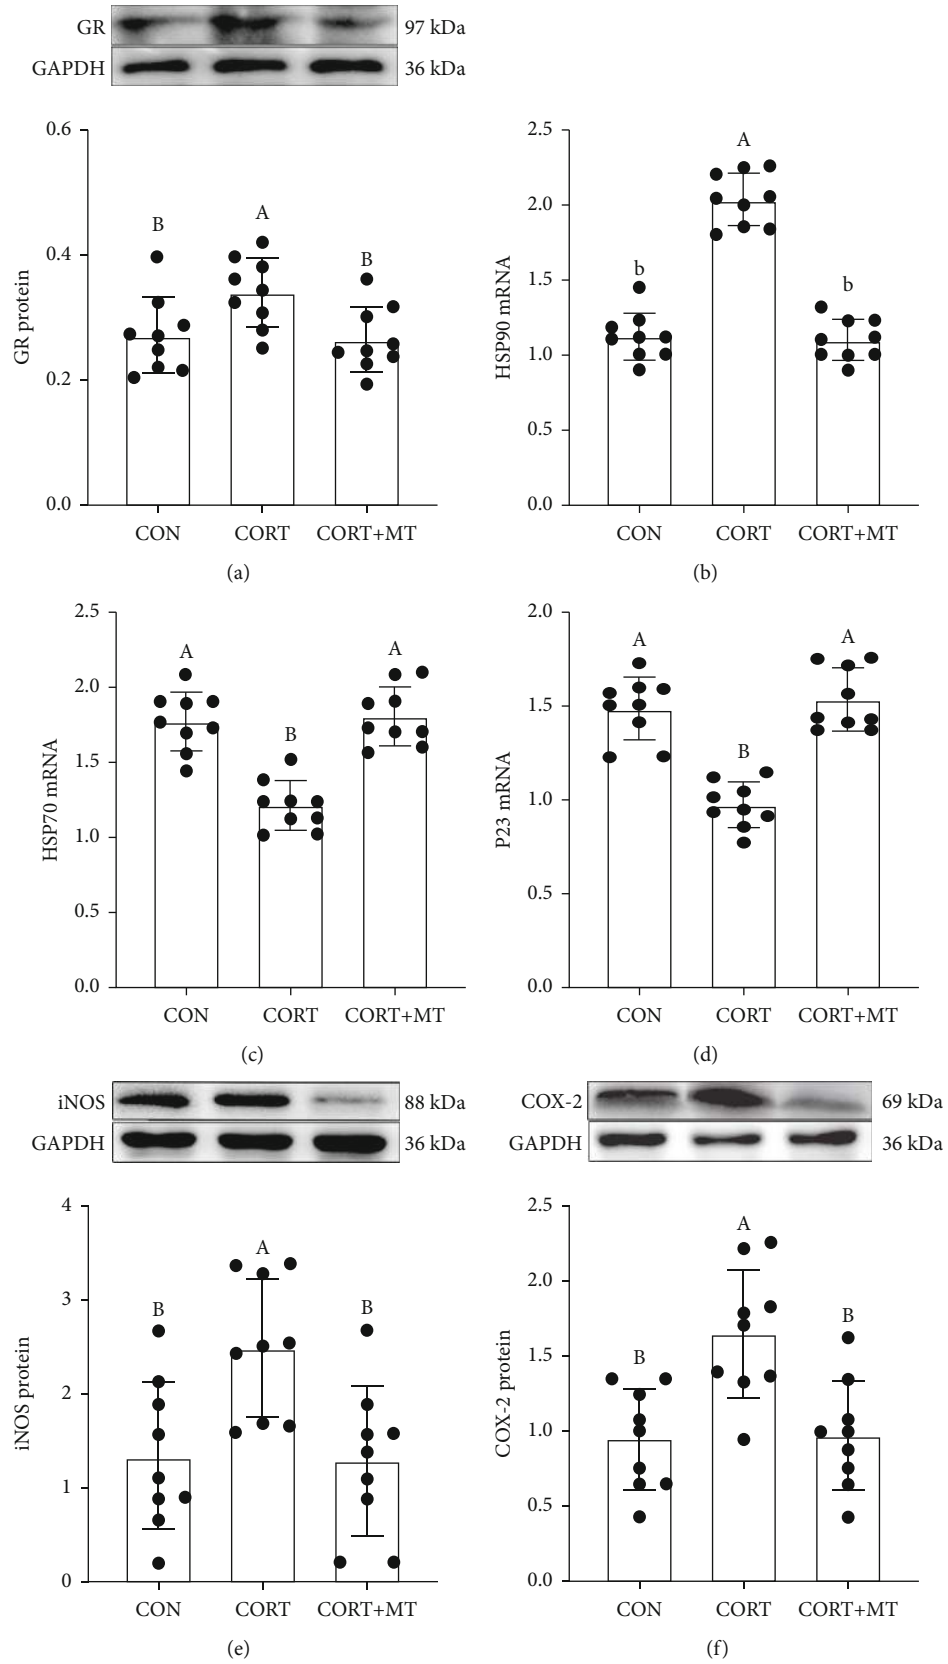 GR 97 kDa
GAPDH 36 kDa
0.6
0.4
0.2
0.0
GR protein
B
A
B
CON CORT CORT+MT
(a)
2.5
2.0
1.5
1.0
0.5
0.0
HSP90 mRNA
b
A
b
CON CORT CORT+MT
(b)
2.5
2.0
1.5
1.0
0.5
0.0
HSP70 mRNA
A
B
A
CON CORT CORT+MT
(c)
2.0
1.5
1.0
0.5
0.0
P23 mRNA
A
B
A
CON CORT CORT+MT
(d)
iNOS 88 kDa
GAPDH 36 kDa
4
3
2
1
0
iNOS protein
B
A
B
CON CORT CORT+MT
(e)
COX-2 69 kDa
GAPDH 36 kDa
2.5
2.0
1.5
1.0
0.5
0.0
COX-2 protein
B
A
B
CON CORT CORT+MT
(f)